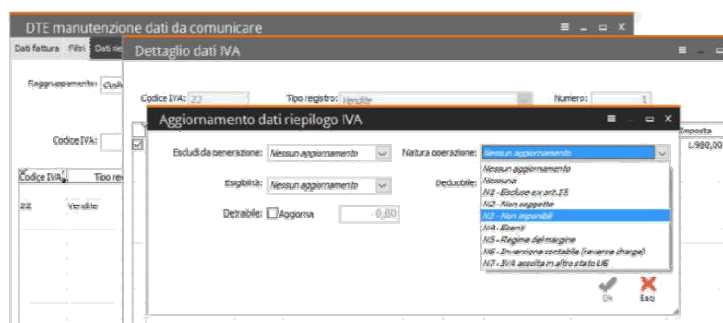 DTE manutenzione dati da comunicare
Dati fattura Filtri Dati rie
Dettaglio dati IVA
Raggruppamento: Codi
Codice IVA: 22 Tipo registro: Vendite Numero: 1
Aggiornamento dati riepilogo IVA
Imposta
1.980,00
Codice IVA:
Escludi da generazione: Nessun aggiornamento Natura operazione: Nessun aggiornamento
Nessun aggiornamento
Codice IVA Tipo re
Esigibilità: Nessun aggiornamento Deducibile: Nessuna
N1 - Escluse ex art.15
22 Vendite
N2 - Non soggette
Detraibile: Aggiorna 0,00
N3 - Non imponibili
N4 - Esenti
N5 - Regime del margine
N6 - Inversione contabile (reverse charge)
N7 - IVA assolta in altro stato UE
Ok Esci